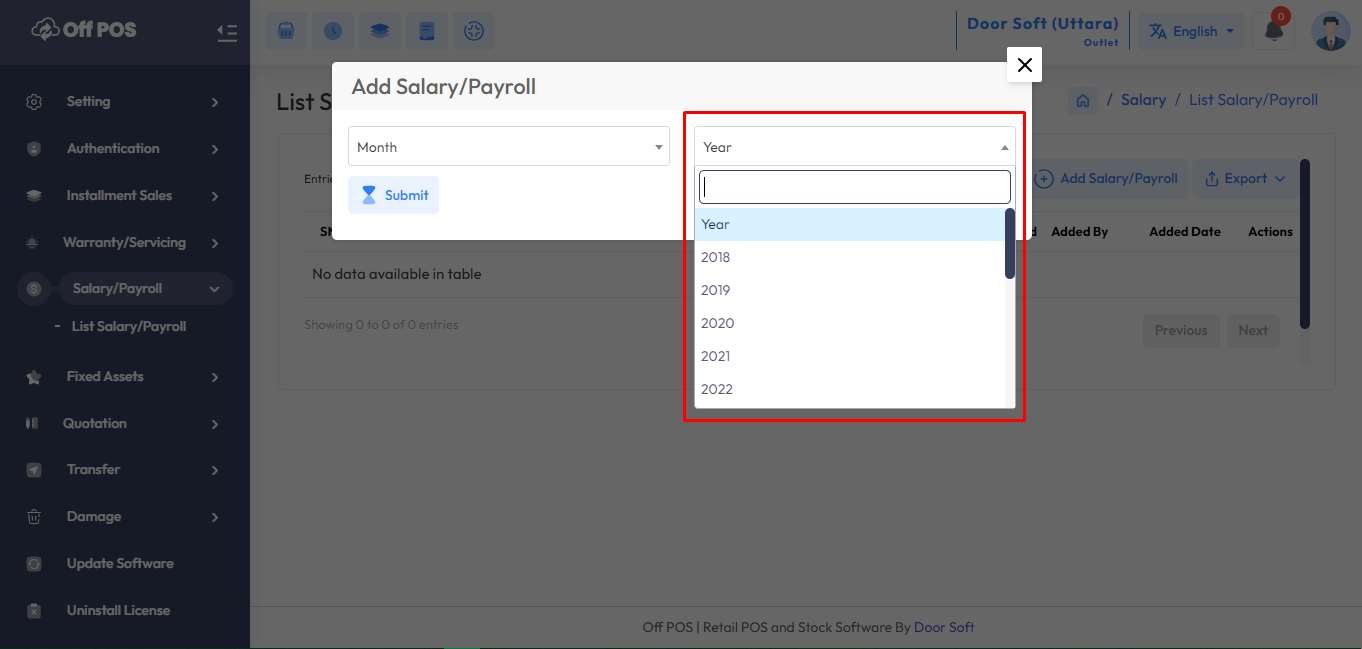 Off POS
Door Soft (Uttara)
Outlet
English
0
Setting
Authentication
Installment Sales
Warranty/Servicing
Salary/Payroll
- List Salary/Payroll
Fixed Assets
Quotation
Transfer
Damage
Update Software
Uninstall License
List S
/ Salary / List Salary/Payroll
Add Salary/Payroll
Month
Year
Submit
Year
2018
2019
2020
2021
2022
Entrie
Add Salary/Payroll
Export
SN
d
Added By
Added Date
Actions
No data available in table
Showing 0 to 0 of 0 entries
Previous
Next
Off POS | Retail POS and Stock Software By Door Soft